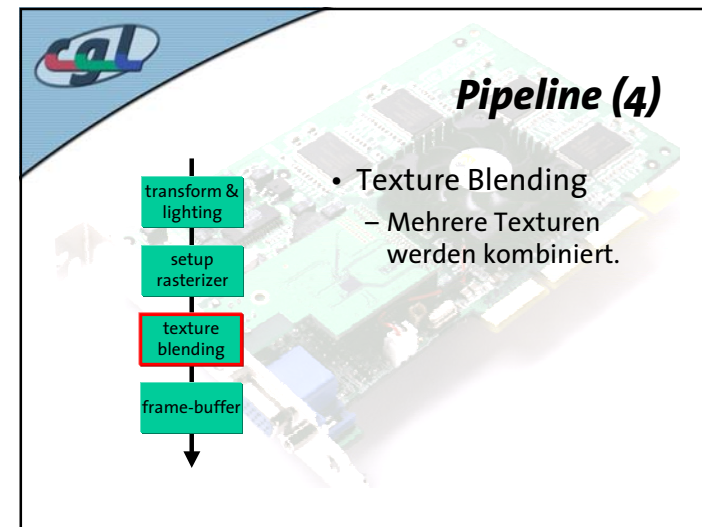 cgl
Pipeline (4)
transform &
lighting
setup
rasterizer
texture
blending
frame-buffer
• Texture Blending
– Mehrere Texturen
werden kombiniert.